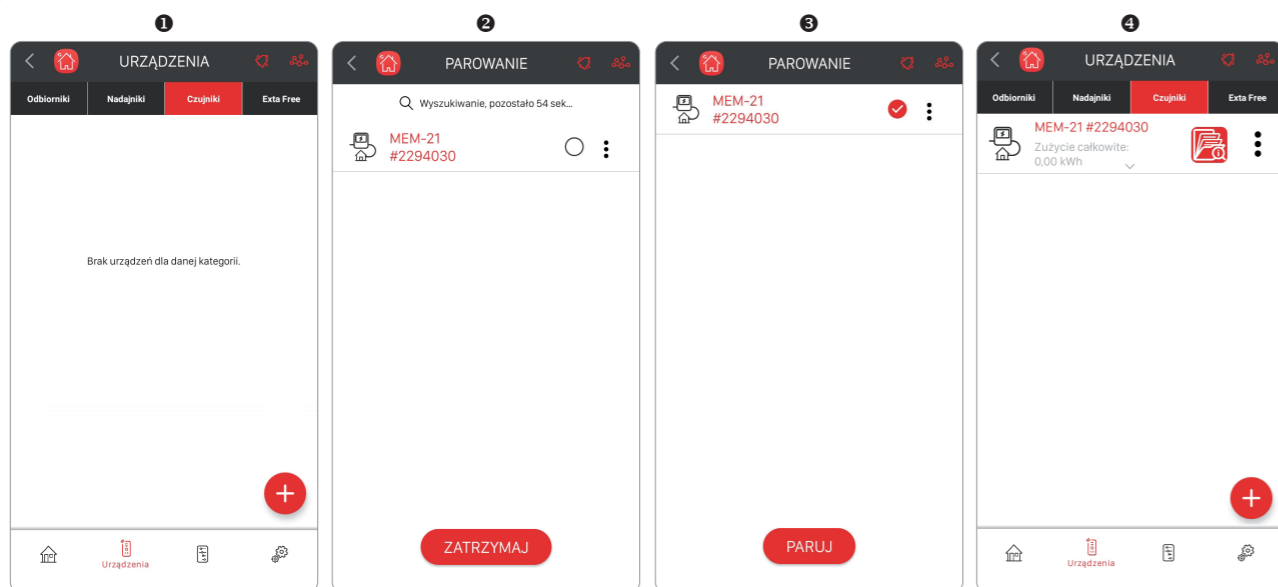 ❶
URZĄDZENIA
Odbiorniki Nadajniki Czujniki Exta Free
Brak urządzeń dla danej kategorii.
+
Urządzenia
❷
PAROWANIE
Wyszukiwanie, pozostało 54 sek...
MEM-21
#2294030
ZATRZYMAJ
❸
PAROWANIE
MEM-21
#2294030
PARUJ
❹
URZĄDZENIA
Odbiorniki Nadajniki Czujniki Exta Free
MEM-21 #2294030
Zużycie całkowite:
0,00 kWh
+
Urządzenia